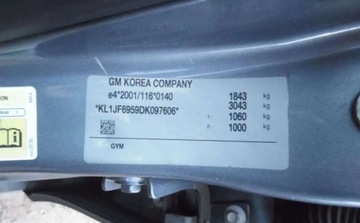 GM KOREA COMPANY
e4*2001/116*0140 1843 kg
3043 kg
*KL1JF6959DK097606* 1- 1060 kg
2- 1000 kg
GYM